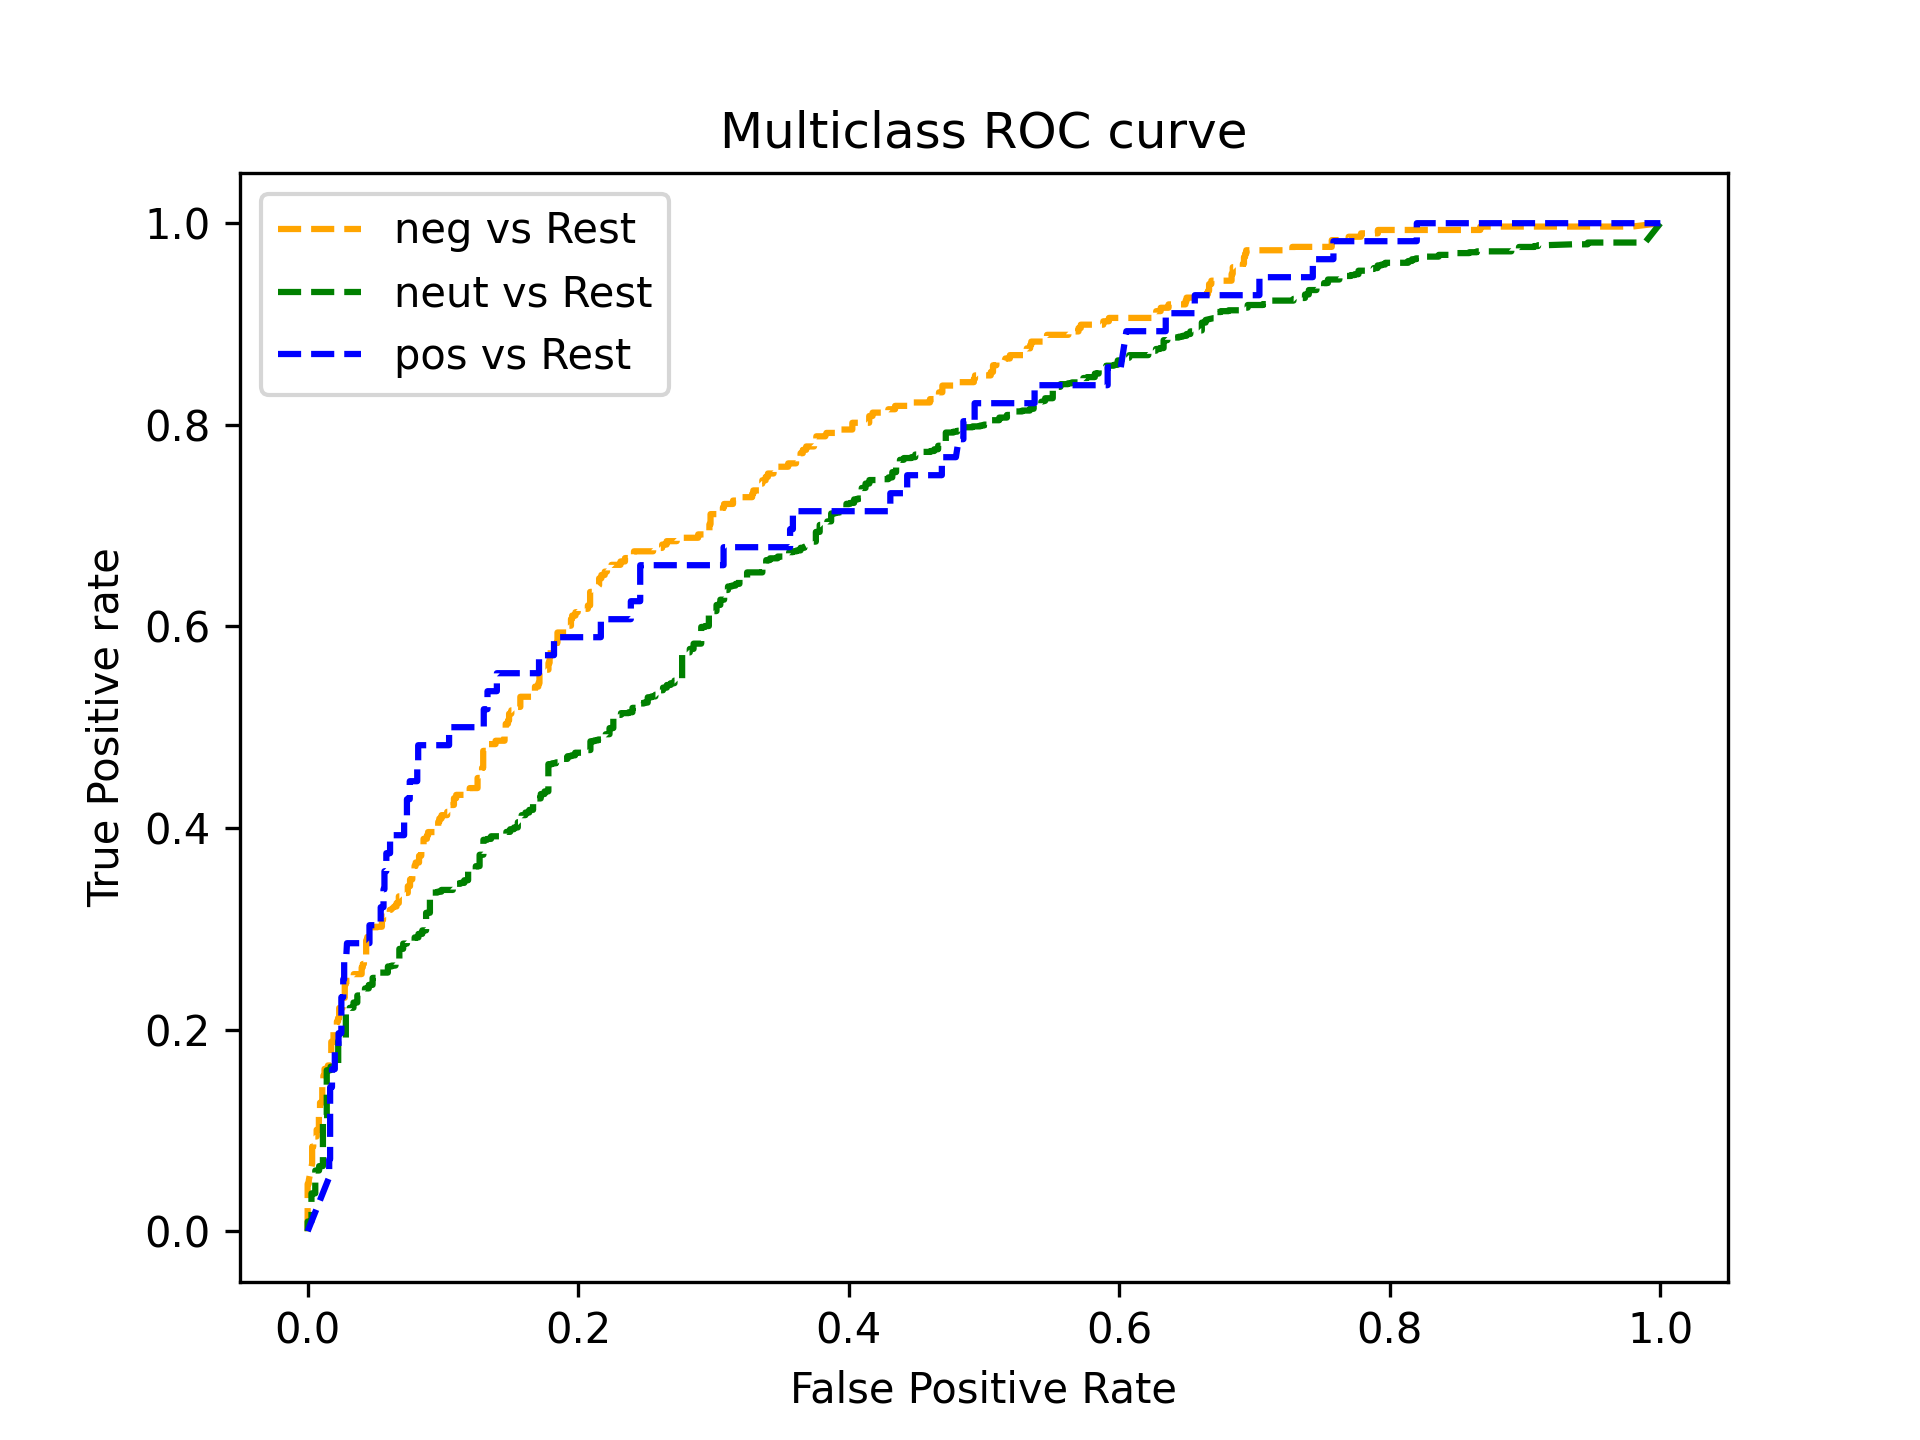 Multiclass ROC curve
neg vs Rest
neut vs Rest
pos vs Rest
True Positive rate
1.0
0.8
0.6
0.4
0.2
0.0
0.0 0.2 0.4 0.6 0.8 1.0
False Positive Rate